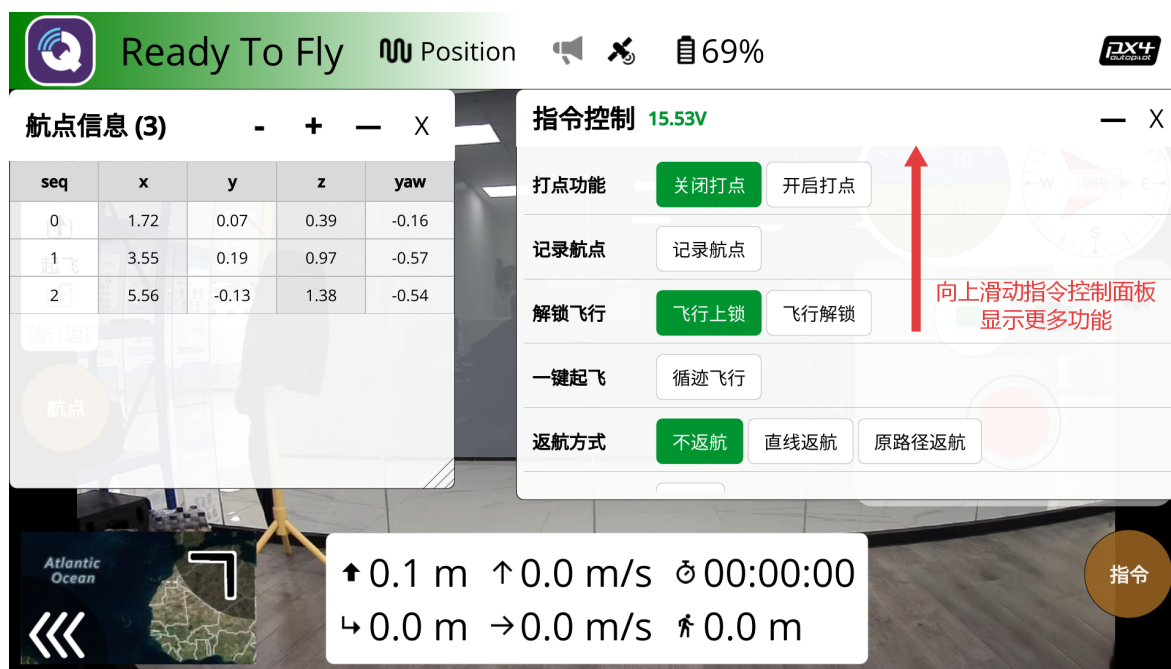 Ready To Fly Position 69% PX4 autopilot
航点信息 (3) - + — X
seq x y z yaw
0 1.72 0.07 0.39 -0.16
1 3.55 0.19 0.97 -0.57
2 5.56 -0.13 1.38 -0.54
起飞
航点
指令控制 15.53V — X
打点功能 关闭打点 开启打点
记录航点 记录航点
解锁飞行 飞行上锁 飞行解锁
一键起飞 循迹飞行
返航方式 不返航 直线返航 原路径返航
10
W E
S
10
向上滑动指令控制面板
显示更多功能
Atlantic
Ocean
0.1 m 0.0 m/s 00:00:00
0.0 m 0.0 m/s 0.0 m
指令